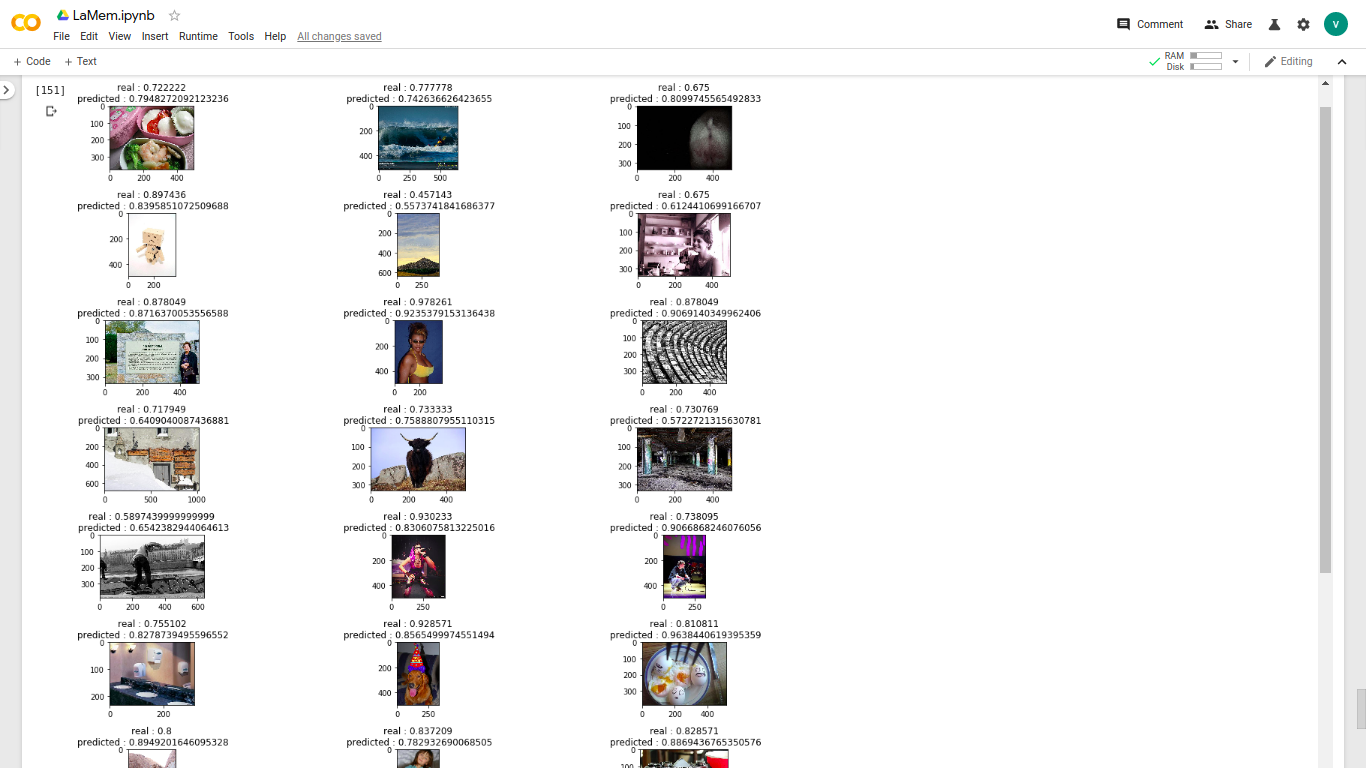 LaMem.ipynb
Comment Share V
File Edit View Insert Runtime Tools Help All changes saved
+ Code + Text
RAM
Disk
Editing
[151]
real : 0.722222 real : 0.777778 real : 0.675
predicted : 0.7948272092123236 predicted : 0.742636626423655 predicted : 0.8099745565492833
0 0 0
100 200 100
200 400 200
300 300
0 200 400 0 250 500 0 200 400
real : 0.897436 real : 0.457143 real : 0.675
predicted : 0.8395851072509688 predicted : 0.5573741841686377 predicted : 0.6124410699166707
0 0 0
200 200 100
400 400 200
600 300
0 200 0 250 0 200 400
real : 0.878049 real : 0.978261 real : 0.878049
predicted : 0.8716370053556588 predicted : 0.9235379153136438 predicted : 0.9069140349962406
0 0 0
100 200 100
200 400 200
300 300
0 200 400 0 200 0 200 400
real : 0.717949 real : 0.733333 real : 0.730769
predicted : 0.6409040087436881 predicted : 0.7588807955110315 predicted : 0.5722721315630781
0 0 0
200 100 100
400 200 200
600 300 300
0 500 1000 0 200 400 0 200 400
real : 0.5897439999999999 real : 0.930233 real : 0.738095
predicted : 0.6542382944064613 predicted : 0.8306075813225016 predicted : 0.9066868246076056
0 0 0
100 200 200
200 400 400
300
0 200 400 600 0 250 0 250
real : 0.755102 real : 0.928571 real : 0.810811
predicted : 0.8278739495596552 predicted : 0.8565499974551494 predicted : 0.9638440619395359
0 0 0
100 200 100
200 400 200
300
0 200 0 250 0 200 400
real : 0.8 real : 0.837209 real : 0.828571
predicted : 0.8949201646095328 predicted : 0.782932690068505 predicted : 0.8869436765350576
0 0 0
100